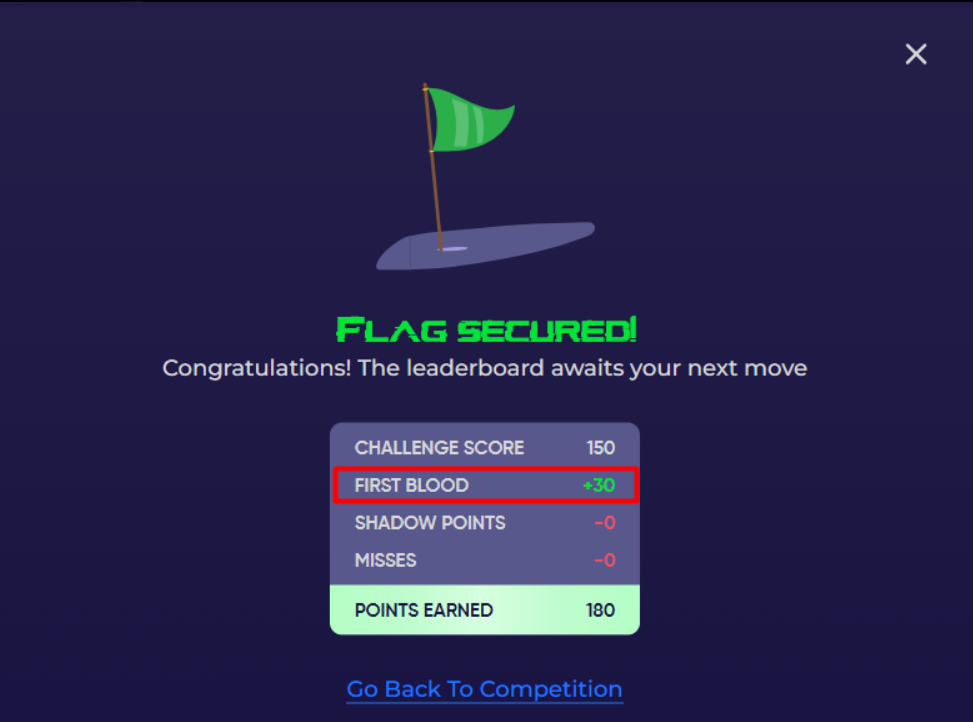 FLAG SECURED!
Congratulations! The leaderboard awaits your next move
CHALLENGE SCORE 150
FIRST BLOOD +30
SHADOW POINTS -0
MISSES -0
POINTS EARNED 180
Go Back To Competition